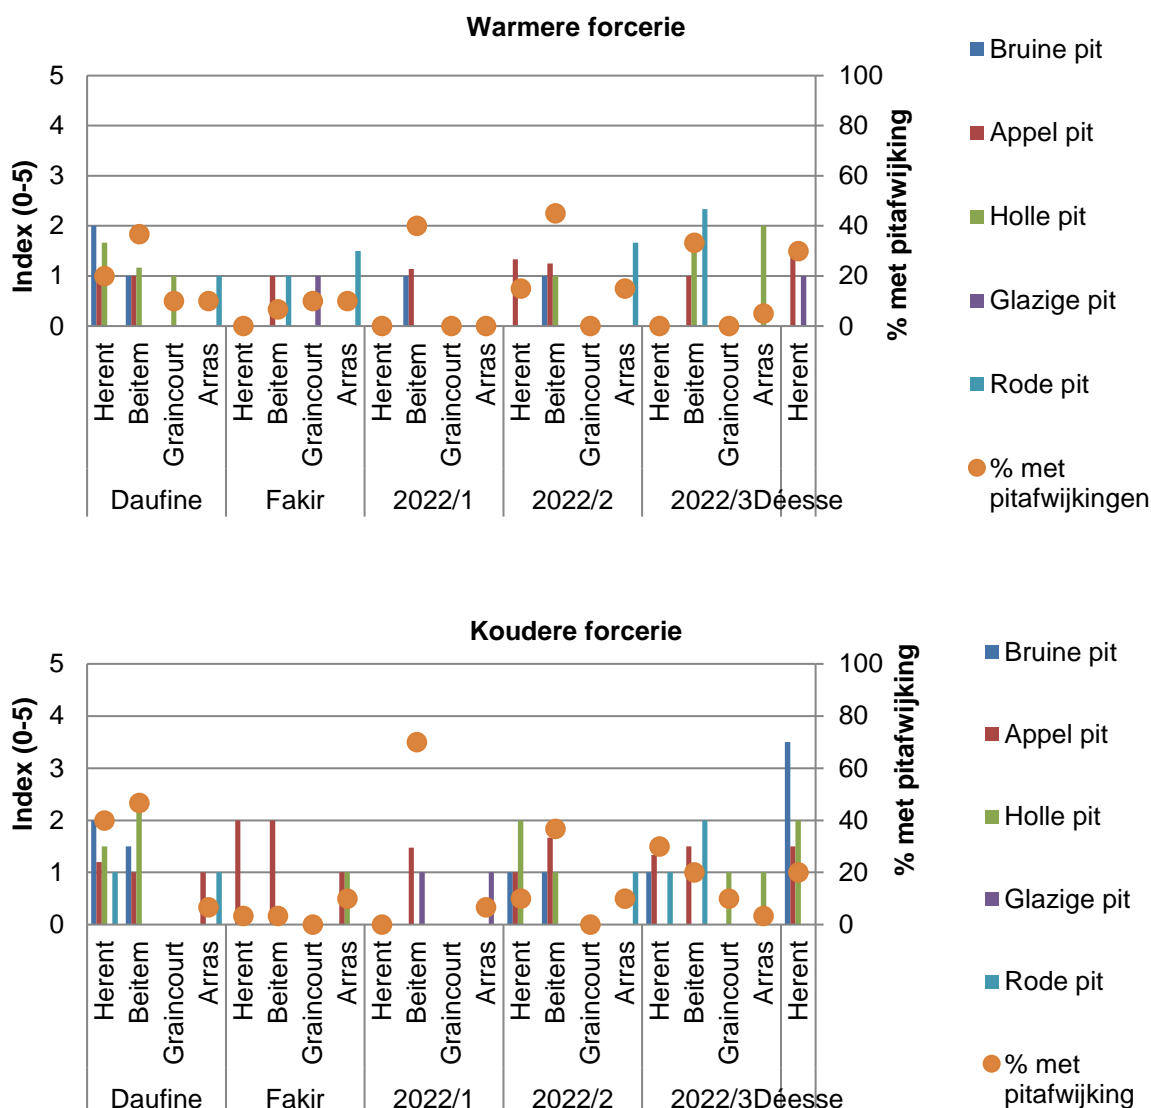 Warmere forcerie
Index (0-5)
5
4
3
2
1
0
100
80
60
40
20
0
% met pitafwijking
Herent
Beitem
Graincourt
Arras
Herent
Beitem
Graincourt
Arras
Herent
Beitem
Graincourt
Arras
Herent
Beitem
Graincourt
Arras
Herent
Beitem
Graincourt
Arras
Herent
Daufine
Fakir
2022/1
2022/2
2022/3
Déesse
Bruine pit
Appel pit
Holle pit
Glazige pit
Rode pit
% met
pitafwijkingen
Koudere forcerie
Index (0-5)
5
4
3
2
1
0
100
80
60
40
20
0
% met pitafwijking
Herent
Beitem
Graincourt
Arras
Herent
Beitem
Graincourt
Arras
Herent
Beitem
Graincourt
Arras
Herent
Beitem
Graincourt
Arras
Herent
Beitem
Graincourt
Arras
Herent
Daufine
Fakir
2022/1
2022/2
2022/3
Déesse
Bruine pit
Appel pit
Holle pit
Glazige pit
Rode pit
% met
pitafwijking